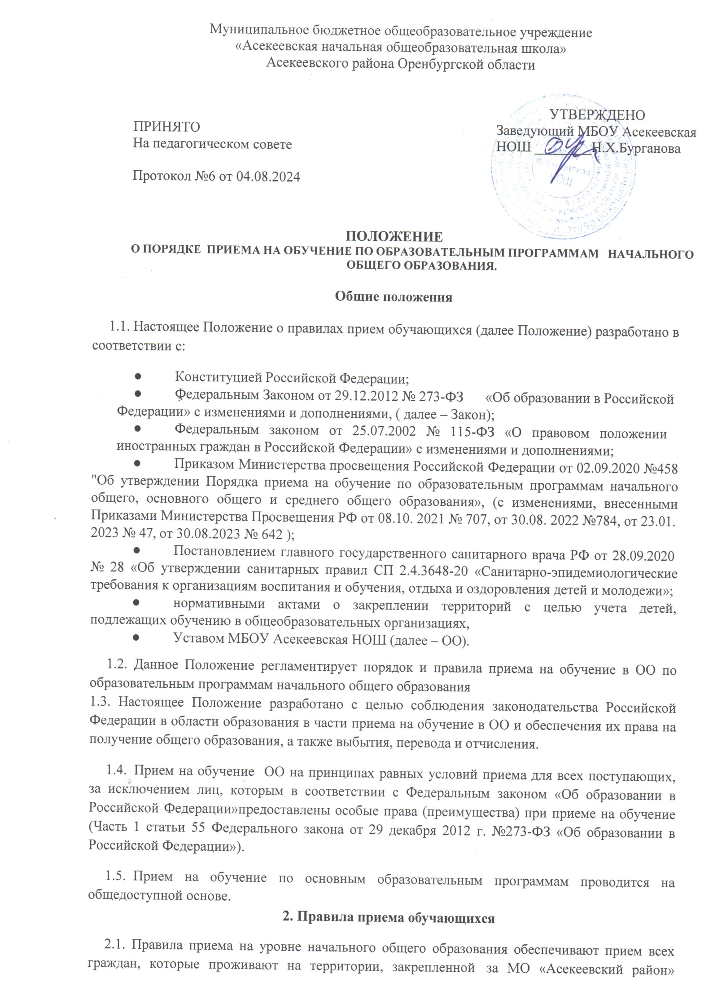 Муниципальное бюджетное общеобразовательное учреждение
«Асекеевская начальная общеобразовательная школа»
Асекеевского района Оренбургской области
ПРИНЯТО
На педагогическом совете
Протокол №6 от 04.08.2024
УТВЕРЖДЕНО
Заведующий МБОУ Асекеевская
НОШ ________Н.Х.Бурганова
ПОЛОЖЕНИЕ
О ПОРЯДКЕ ПРИЕМА НА ОБУЧЕНИЕ ПО ОБРАЗОВАТЕЛЬНЫМ ПРОГРАММАМ НАЧАЛЬНОГО
ОБЩЕГО ОБРАЗОВАНИЯ.
Общие положения
1.1. Настоящее Положение о правилах прием обучающихся (далее Положение) разработано в
соответствии с:
● Конституцией Российской Федерации;
● Федеральным Законом от 29.12.2012 № 273-ФЗ «Об образовании в Российской
Федерации» с изменениями и дополнениями, ( далее – Закон);
● Федеральным законом от 25.07.2002 № 115-ФЗ «О правовом положении
иностранных граждан в Российской Федерации» с изменениями и дополнениями;
● Приказом Министерства просвещения Российской Федерации от 02.09.2020 №458
"Об утверждении Порядка приема на обучение по образовательным программам начального
общего, основного общего и среднего общего образования», (с изменениями, внесенными
Приказами Министерства Просвещения РФ от 08.10. 2021 № 707, от 30.08. 2022 №784, от 23.01.
2023 № 47, от 30.08.2023 № 642 );
● Постановлением главного государственного санитарного врача РФ от 28.09.2020
№ 28 «Об утверждении санитарных правил СП 2.4.3648-20 «Санитарно-эпидемиологические
требования к организациям воспитания и обучения, отдыха и оздоровления детей и молодежи»;
● нормативными актами о закреплении территорий с целью учета детей,
подлежащих обучению в общеобразовательных организациях,
● Уставом МБОУ Асекеевская НОШ (далее – ОО).
1.2. Данное Положение регламентирует порядок и правила приема на обучение в ОО по
образовательным программам начального общего образования
1.3. Настоящее Положение разработано с целью соблюдения законодательства Российской
Федерации в области образования в части приема на обучение в ОО и обеспечения их права на
получение общего образования, а также выбытия, перевода и отчисления.
1.4. Прием на обучение ОО на принципах равных условий приема для всех поступающих,
за исключением лиц, которым в соответствии с Федеральным законом «Об образовании в
Российской Федерации»предоставлены особые права (преимущества) при приеме на обучение
(Часть 1 статьи 55 Федерального закона от 29 декабря 2012 г. №273-ФЗ «Об образовании в
Российской Федерации»).
1.5. Прием на обучение по основным образовательным программам проводится на
общедоступной основе.
2. Правила приема обучающихся
2.1. Правила приема на уровне начального общего образования обеспечивают прием всех
граждан, которые проживают на территории, закрепленной за МО «Асекеевский район»